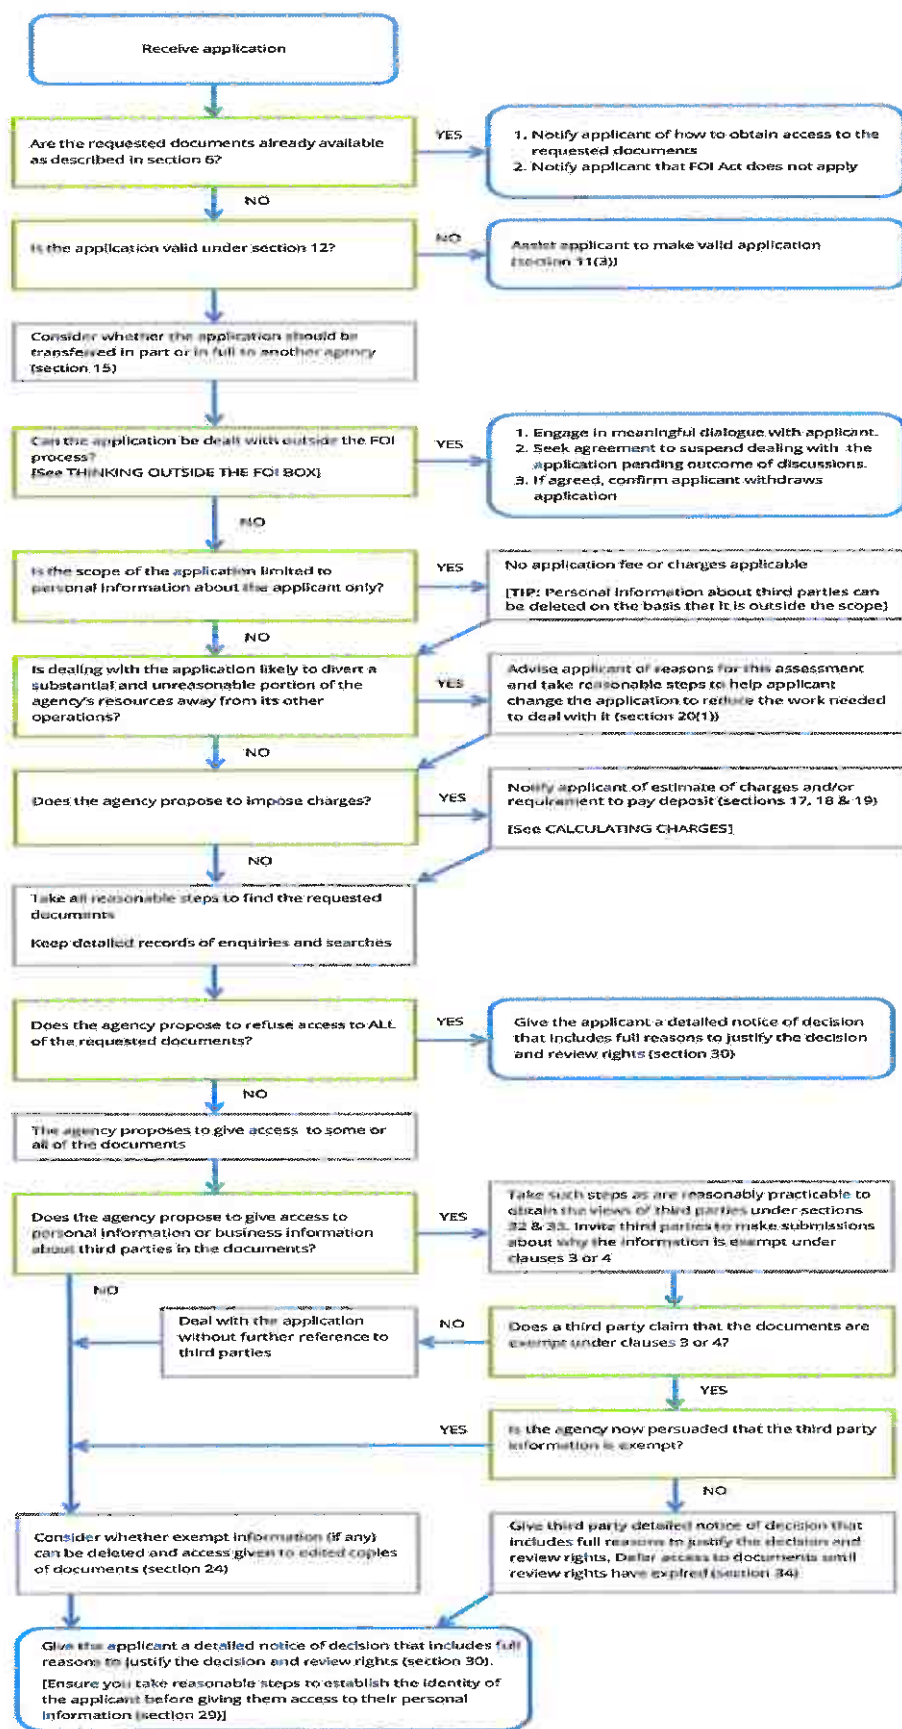 Receive application
Are the requested documents already available
as described in section 6?
YES
1. Notify applicant of how to obtain access to the
requested documents
2. Notify applicant that FOI Act does not apply
NO
Is the application valid under section 12?
NO
Assist applicant to make valid application
[section 11(3)]
Consider whether the application should be
transferred in part or in full to another agency
(section 15)
Can the application be dealt with outside the FOI
process?
[See THINKING OUTSIDE THE FOI BOX]
YES
1. Engage in meaningful dialogue with applicant.
2. Seek agreement to suspend dealing with the
application pending outcome of discussions.
3. If agreed, confirm applicant withdraws
application
NO
Is the scope of the application limited to
personal information about the applicant only?
YES
No application fee or charges applicable
[TIP: Personal information about third parties can
be deleted on the basis that it is outside the scope]
NO
Is dealing with the application likely to divert a
substantial and unreasonable portion of the
agency's resources away from its other
operations?
YES
Advise applicant of reasons for this assessment
and take reasonable steps to help applicant
change the application to reduce the work needed
to deal with it (section 20(1))
NO
Does the agency propose to impose charges?
YES
Notify applicant of estimate of charges and/or
requirement to pay deposit (sections 17, 18 & 19)
[See CALCULATING CHARGES]
NO
Take all reasonable steps to find the requested
documents
Keep detailed records of enquiries and searches
Does the agency propose to refuse access to ALL
of the requested documents?
YES
Give the applicant a detailed notice of decision
that includes full reasons to justify the decision
and review rights (section 30)
NO
The agency proposes to give access to some or
all of the documents
Does the agency propose to give access to
personal information or business information
about third parties in the documents?
YES
Take such steps as are reasonably practicable to
obtain the views of third parties under sections
32 & 33. Invite third parties to make submissions
about why the information is exempt under
clauses 3 or 4
NO
Deal with the application
without further reference to
third parties
NO
Does a third party claim that the documents are
exempt under clauses 3 or 4?
YES
YES
Is the agency now persuaded that the third party
information is exempt?
NO
Consider whether exempt information (if any)
can be deleted and access given to edited copies
of documents (section 24)
Give third party detailed notice of decision that
includes full reasons to justify the decision and
review rights. Defer access to documents until
review rights have expired (section 34)
Give the applicant a detailed notice of decision that includes full
reasons to justify the decision and review rights (section 30).
[Ensure you take reasonable steps to establish the identity of
the applicant before giving them access to their personal
information (section 29)]